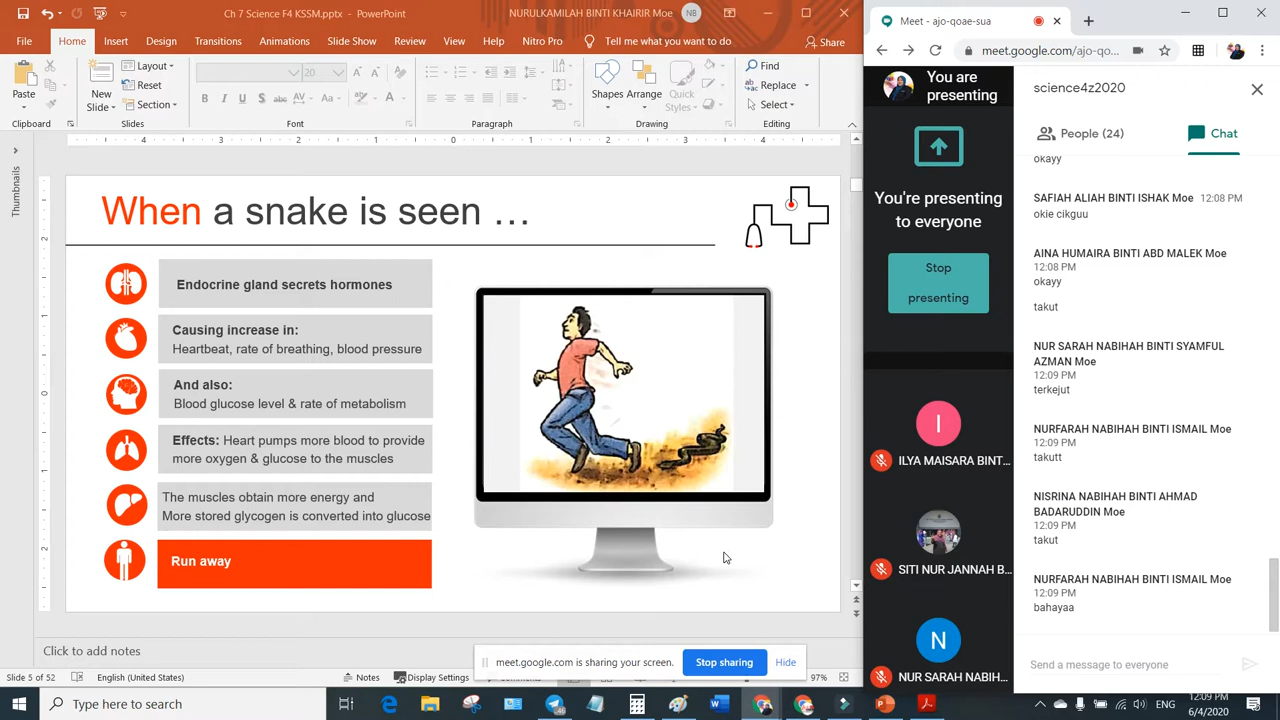 Ch 7 Science F4 KSSM - PowerPoint
NURUKAMILAH BINTI KHAIRIS Moe
NB
File
Home
Insert
Draw
Design
Transitions
Animations
Slide Show
Review
View
Help
Nitro Pro
Tell me
Share
Paste
New
Slide
Layout
Reset
Section
Shapes
Arrange
Quick
Styles
Find
Replace
Select
Clipboard
Slides
Font
Paragraph
Drawing
Editing
Thumbnails
When a snake is seen …
Endocrine gland secrets hormones
Causing increase in:
Heartbeat, rate of breathing, blood pressure
And also:
Blood glucose level & rate of metabolism
Effects: Heart pumps more blood to provide
more oxygen & glucose to the muscles
The muscles obtain more energy and
More stored glycogen is converted into glucose
Run away
Click to add notes
meet.google.com is sharing your screen.
Stop sharing
Hide
Slide 5 of 52
English (United States)
Notes
Display Settings
97%
Type here to search
Meet - ajo-qoae-sua
meet.google.com/ajo-qo...
You are
presenting
You're presenting
to everyone
Stop
presenting
I
ILYA MAISARA BINT...
SITI NUR JANNAH B...
N
NUR SARAH NABIH...
science4z2020
People (24)
Chat
okayy
SAFIAH ALIAH BINTI ISHAK Moe 12:08 PM
okie cikguu
AINA HUMAIRA BINTI ABD MALEK Moe
12:08 PM
okayy
takut
NUR SARAH NABIHAH BINTI SYAMFUL
AZMAN Moe
12:09 PM
terkejut
NURFARAH NABIHAH BINTI ISMAIL Moe
12:09 PM
takutt
NISRINA NABIHAH BINTI AHMAD
BADARUDDIN Moe
12:09 PM
takut
NURFARAH NABIHAH BINTI ISMAIL Moe
12:09 PM
bahayaa
Send a message to everyone
ENG
12:09 PM
6/4/2020